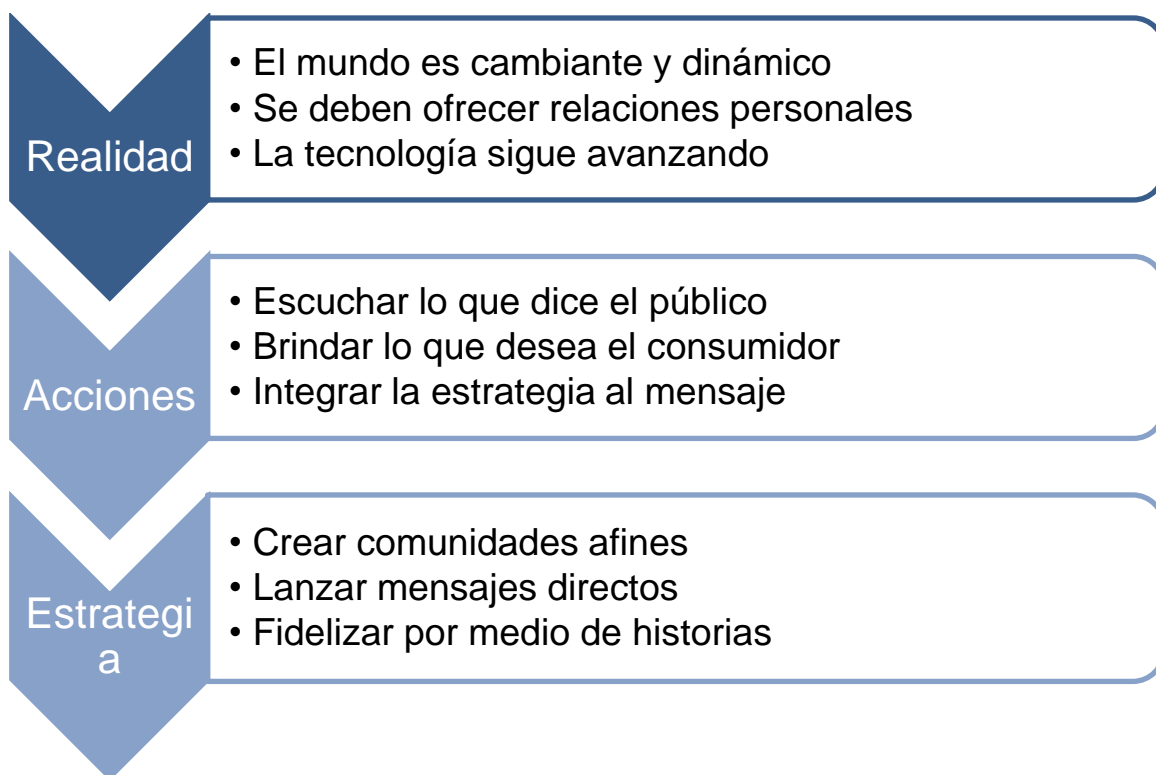 Realidad
• El mundo es cambiante y dinámico
• Se deben ofrecer relaciones personales
• La tecnología sigue avanzando
Acciones
• Escuchar lo que dice el público
• Brindar lo que desea el consumidor
• Integrar la estrategia al mensaje
Estrategi
a
• Crear comunidades afines
• Lanzar mensajes directos
• Fidelizar por medio de historias